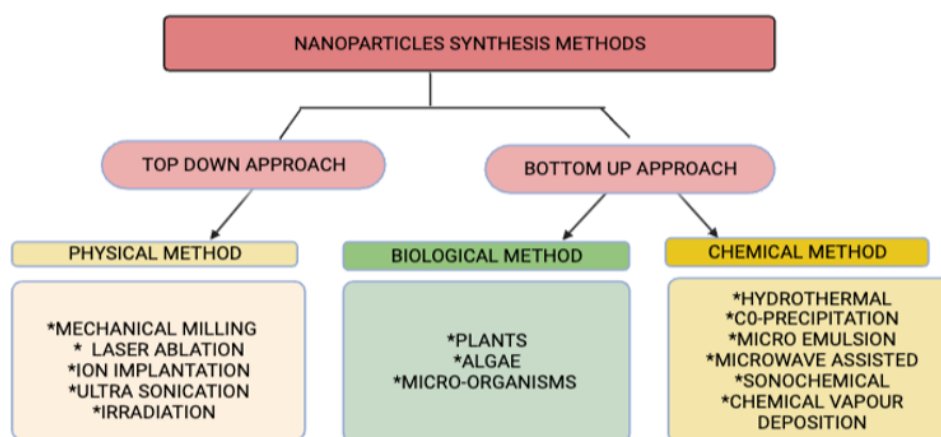 NANOPARTICLES SYNTHESIS METHODS
TOP DOWN APPROACH
BOTTOM UP APPROACH
PHYSICAL METHOD
*MECHANICAL MILLING
* LASER ABLATION
*ION IMPLANTATION
*ULTRA SONICATION
*IRRADIATION
BIOLOGICAL METHOD
*PLANTS
*ALGAE
*MICRO-ORGANISMS
CHEMICAL METHOD
*HYDROTHERMAL
*C0-PRECIPITATION
*MICRO EMULSION
*MICROWAVE ASSISTED
*SONOCHEMICAL
*CHEMICAL VAPOUR
DEPOSITION